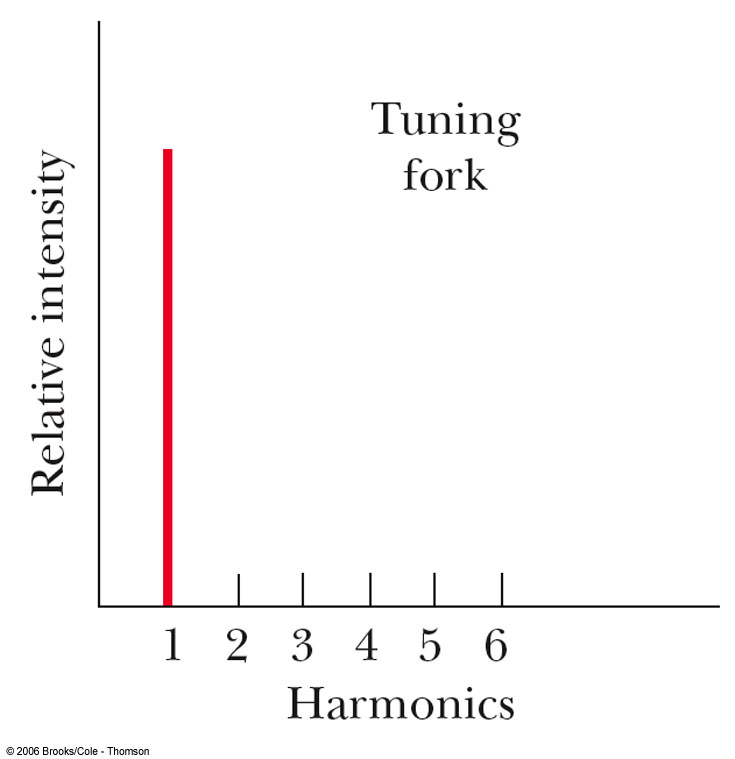 Tuning
fork
Relative intensity
1 2 3 4 5 6
Harmonics
© 2006 Brooks/Cole - Thomson